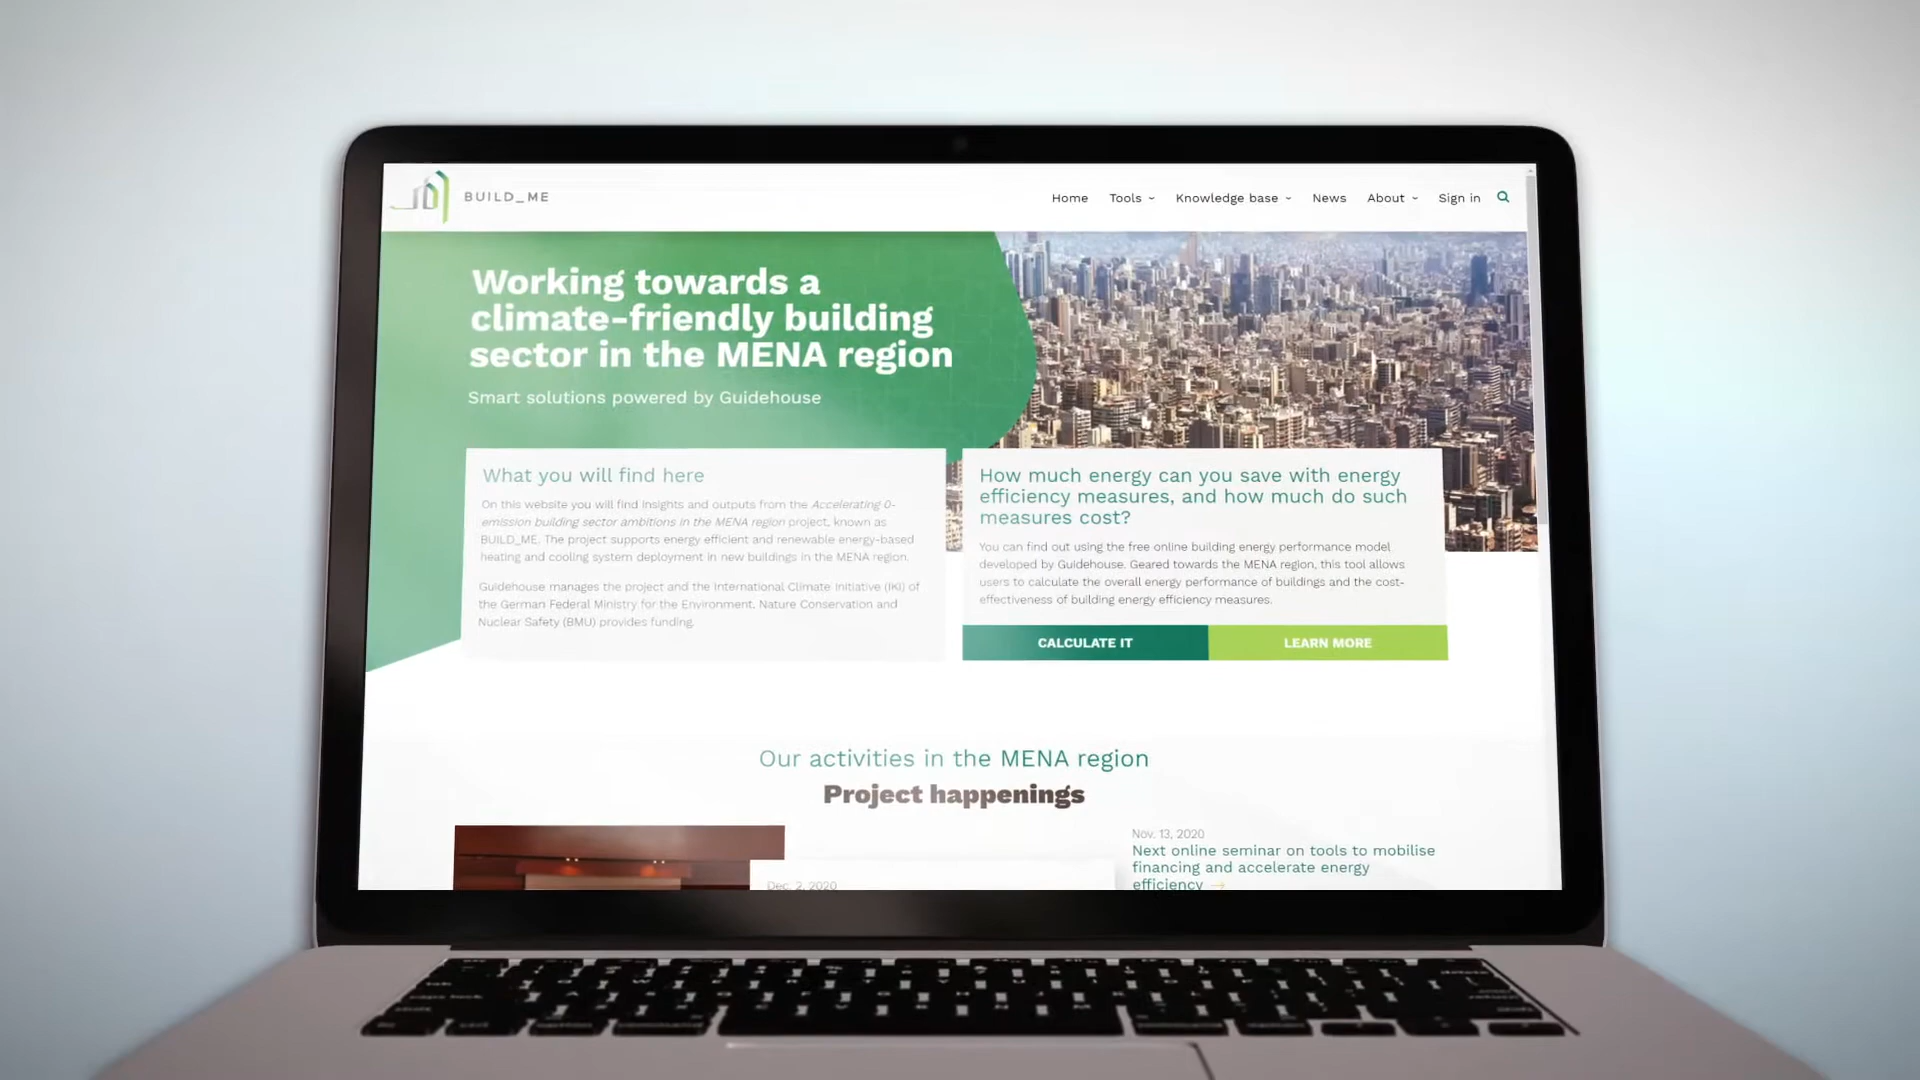 BUILD_ME
Home Tools Knowledge base News About Sign in
Working towards a
climate-friendly building
sector in the MENA region
Smart solutions powered by Guidehouse
What you will find here
On this website you will find insights and outputs from the Accelerating 0-
emission building sector ambitions in the MENA region project, known as
BUILD_ME. The project supports energy efficient and renewable energy-based
heating and cooling system deployment in new buildings in the MENA region.
Guidehouse manages the project and the International Climate Initiative (IKI) of
the German Federal Ministry for the Environment, Nature Conservation and
Nuclear Safety (BMU) provides funding.
How much energy can you save with energy
efficiency measures, and how much do such
measures cost?
You can find out using the free online building energy performance model
developed by Guidehouse. Geared towards the MENA region, this tool allows
users to calculate the overall energy performance of buildings and the cost-
effectiveness of building energy efficiency measures.
CALCULATE IT
LEARN MORE
Our activities in the MENA region
Project happenings
Dec. 2, 2020
Nov. 13, 2020
Next online seminar on tools to mobilise
financing and accelerate energy
efficiency →